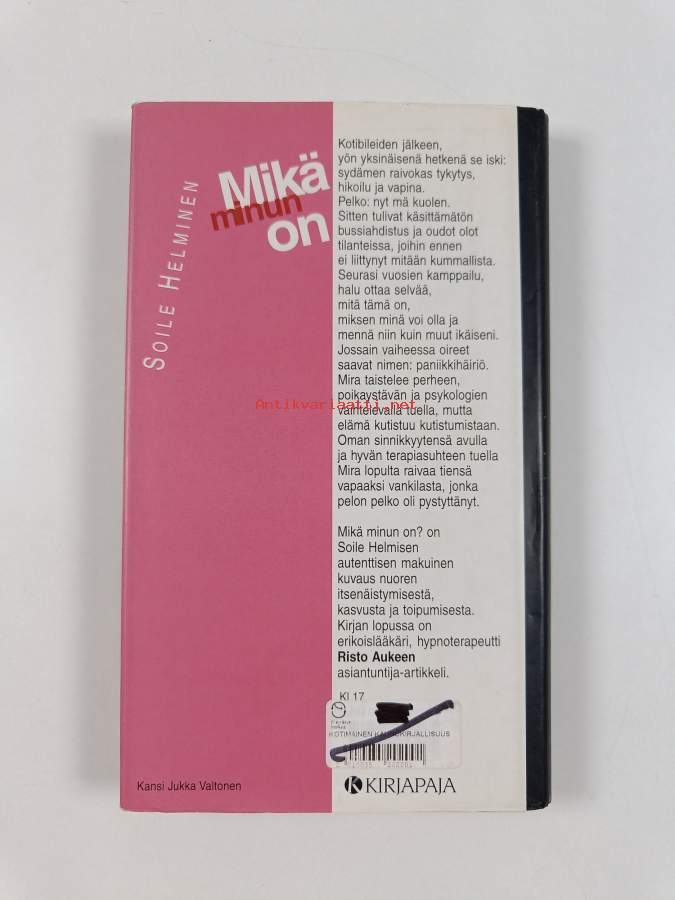 SOILE HELMINEN
Mikä
minun
on
Kotibileiden jälkeen,
yön yksinäisenä hetkenä se iski:
sydämen raivokas tykytys,
hikoilu ja vapina.
Pelko: nyt mä kuolen.
Sitten tulivat käsittämätön
bussiahdistus ja oudot olot
tilanteissa, joihin ennen
ei liittynyt mitään kummallista.
Seurasi vuosien kamppailu,
halu ottaa selvää,
mitä tämä on,
miksen minä voi olla ja
mennä niin kuin muut ikäiseni.
Jossain vaiheessa oireet
saavat nimen: paniikkihäiriö.
Mira taistelee perheen,
poikaystävän ja psykologien
Antikvariaatti.net
vaihtelevalla tuella, mutta
elämä kutistuu kutistumistaan.
Oman sinnikkyytensä avulla
ja hyvän terapiasuhteen tuella
Mira lopulta raivaa tiensä
vapaaksi vankilasta, jonka
pelon pelko oli pystyttänyt.
Mikä minun on? on
Soile Helmisen
autenttisen makuinen
kuvaus nuoren
itsenäistymisestä,
kasvusta ja toipumisesta.
Kirjan lopussa on
erikoislääkäri, hypnoterapeutti
Risto Aukeen
asiantuntija-artikkeli.
Kl 17
KOTIMAINEN KAUNOKIRJALLISUUS
KIRJAPAJA
Kansi Jukka Valtonen